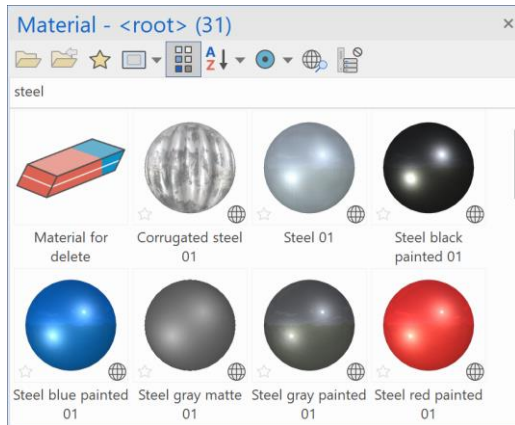 Material - <root> (31)
A
Z
steel
Material for
delete
Corrugated steel
01
Steel 01
Steel black
painted 01
Steel blue painted
01
Steel gray matte
01
Steel gray painted
01
Steel red painted
01